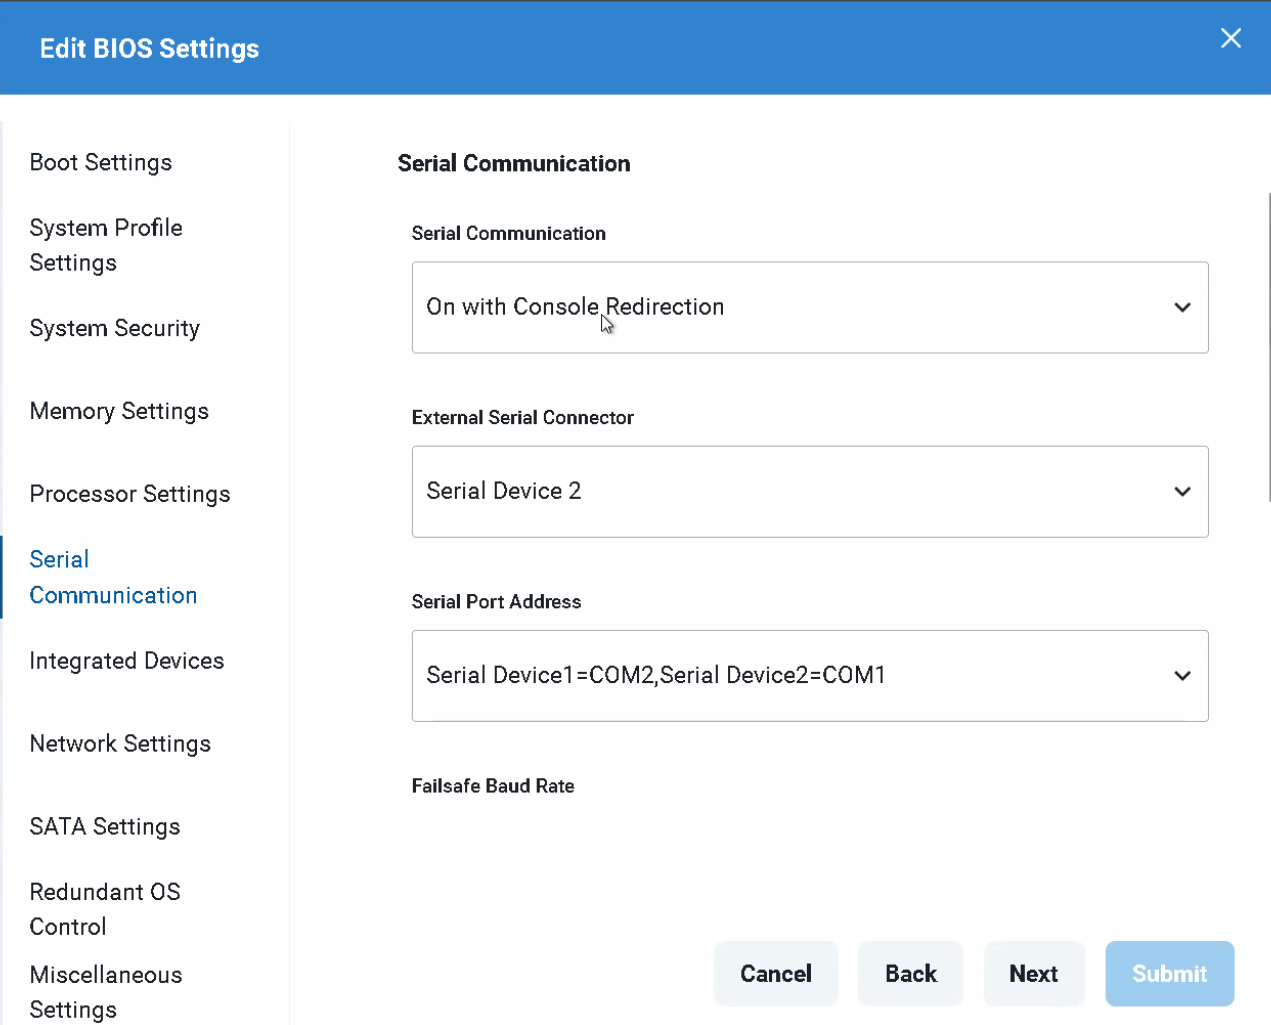 Edit BIOS Settings
Boot Settings
System Profile
Settings
System Security
Memory Settings
Processor Settings
Serial
Communication
Integrated Devices
Network Settings
SATA Settings
Redundant OS
Control
Miscellaneous
Settings
Serial Communication
Serial Communication
On with Console Redirection
External Serial Connector
Serial Device 2
Serial Port Address
Serial Device1=COM2,Serial Device2=COM1
Failsafe Baud Rate
Cancel
Back
Next
Submit